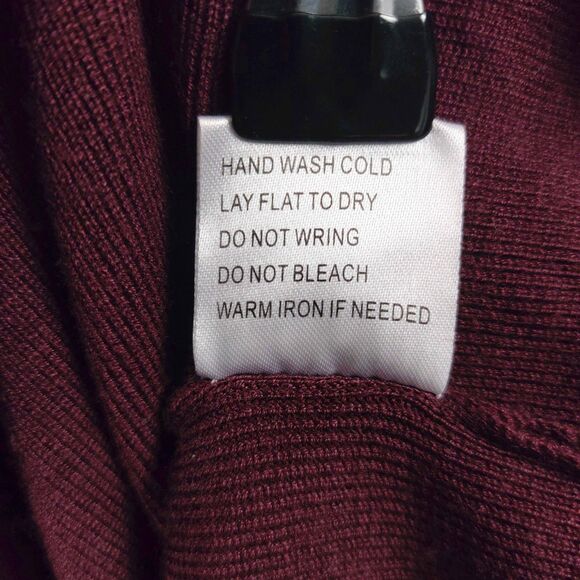 HAND WASH COLD
LAY FLAT TO DRY
DO NOT WRING
DO NOT BLEACH
WARM IRON IF NEEDED